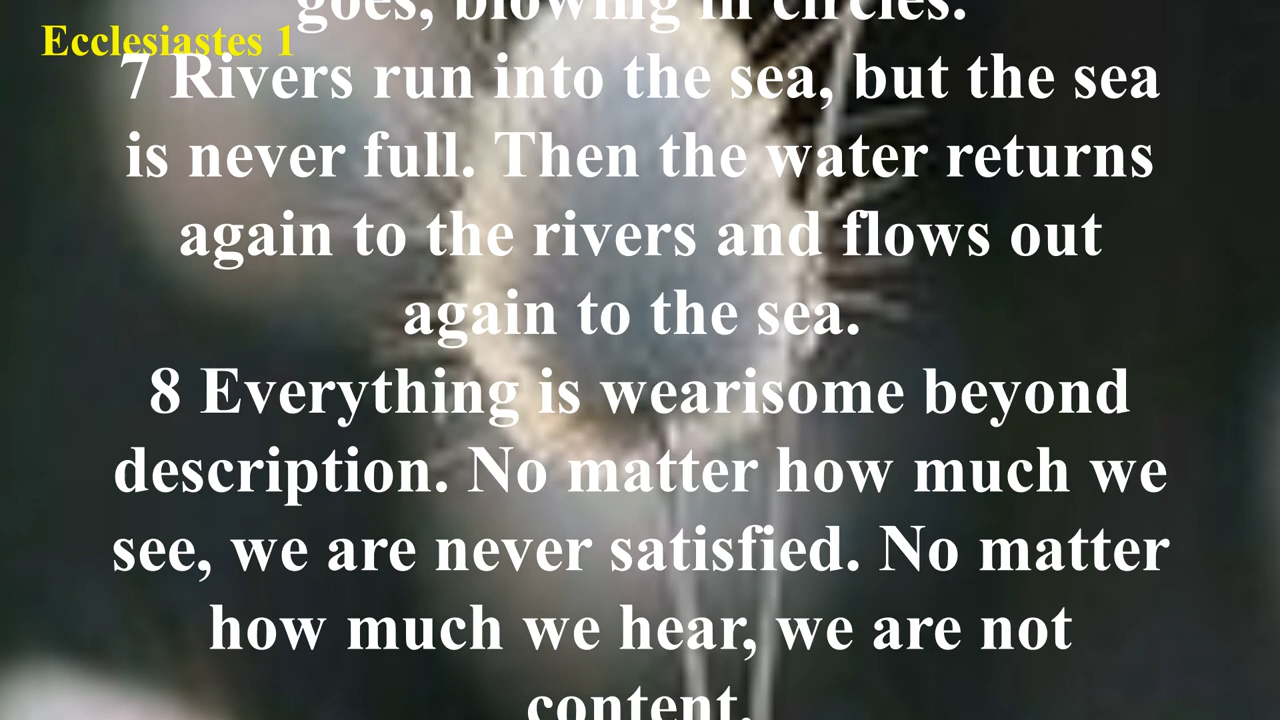 goes, blowing in circles.
Ecclesiastes 1
7 Rivers run into the sea, but the sea
is never full. Then the water returns
again to the rivers and flows out
again to the sea.
8 Everything is wearisome beyond
description. No matter how much we
see, we are never satisfied. No matter
how much we hear, we are not
content.